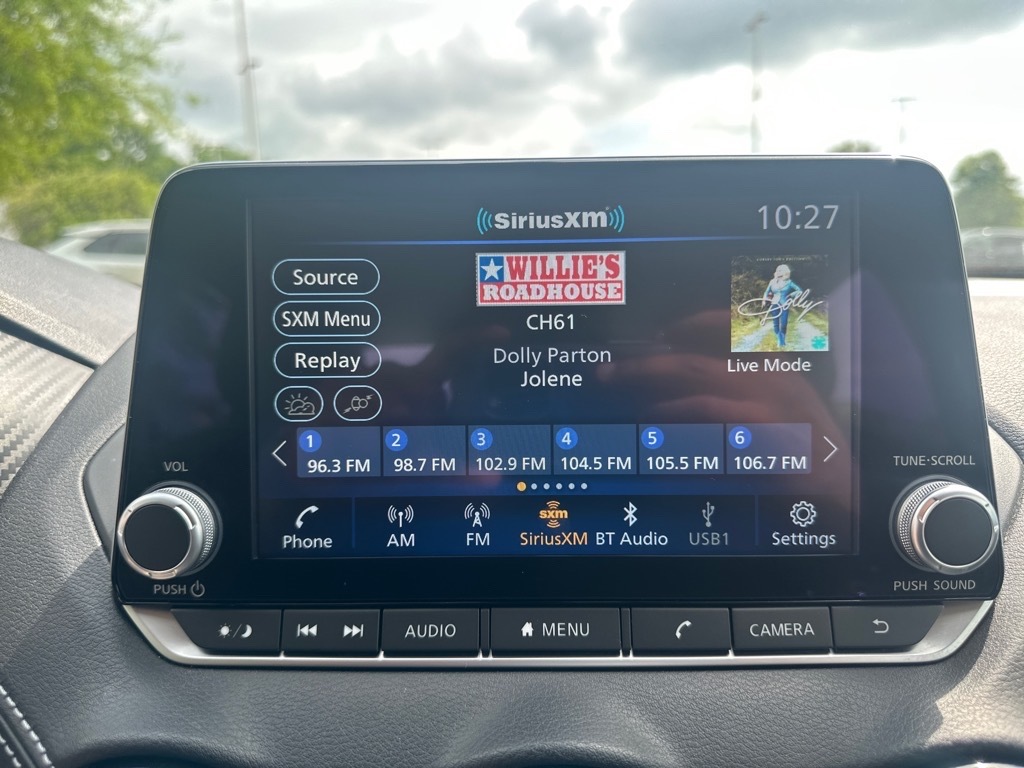 SiriusXM
10:27
Source
SXM Menu
Replay
WILLIE'S
ROADHOUSE
CH61
Dolly Parton
Jolene
Dolly
Live Mode
1 96.3 FM
2 98.7 FM
3 102.9 FM
4 104.5 FM
5 105.5 FM
6 106.7 FM
Phone
AM
FM
sxm
SiriusXM
BT Audio
USB1
Settings
VOL
PUSH
TUNE·SCROLL
PUSH SOUND
AUDIO
MENU
CAMERA